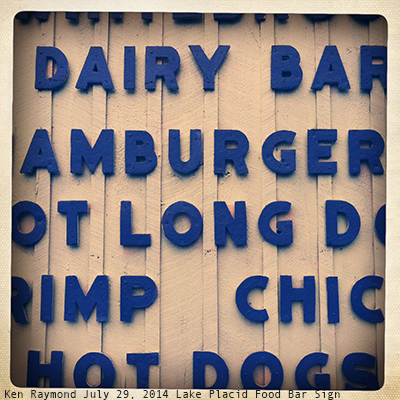 DAIRY BAR
AMBURGER
OT LONG DO
RIMP CHIC
HOT DOGS
Ken Raymond July 29, 2014 Lake Placid Food Bar Sign